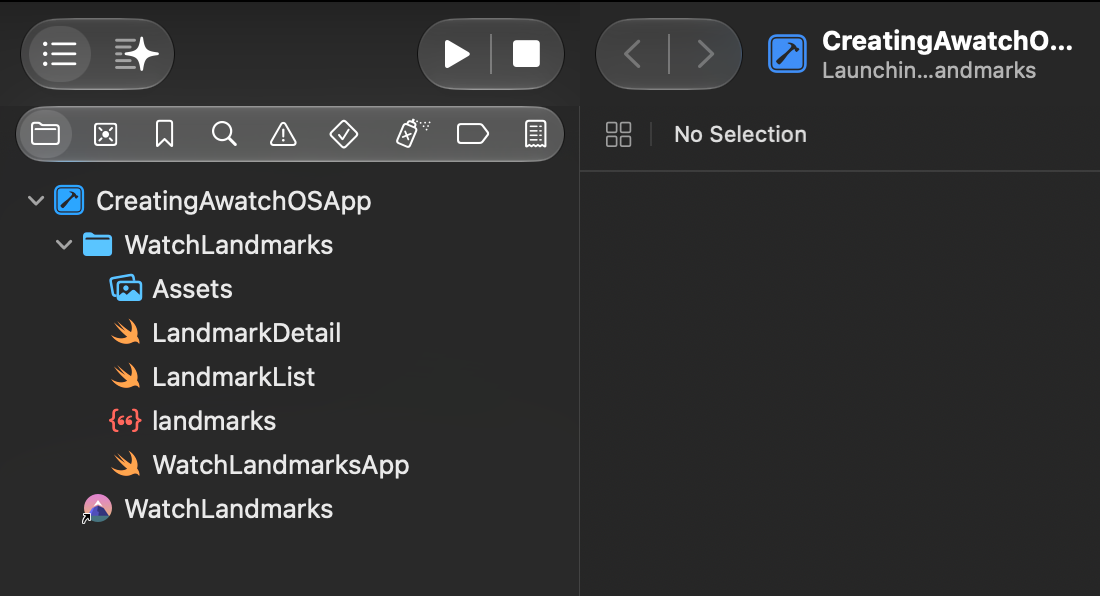 CreatingAwatchO...
Launchin...andmarks
No Selection
CreatingAwatchOSApp
WatchLandmarks
Assets
LandmarkDetail
LandmarkList
landmarks
WatchLandmarksApp
WatchLandmarks